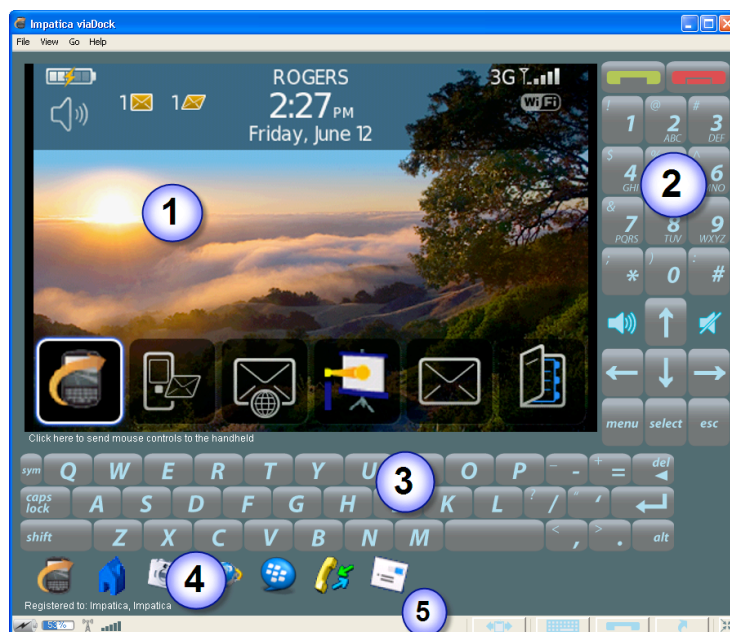 Impatica viaDock
File View Go Help
ROGERS
3G
1 1
2:27 PM
WiFi
Friday, June 12
! 1 @ 2 ABC # 3 DEF
1
$ 4 GHI 2 6 MNO
& 7 PQRS 8 TUV 9 WXYZ
; * ) 0 : #
menu select esc
Click here to send mouse controls to the handheld
sym Q W E R T Y U O P _ - + = del
3
caps lock A S D F G H K L ? / " '
shift Z X C V B N M < , > . alt
4
Registered to: Impatica, Impatica
5
53%